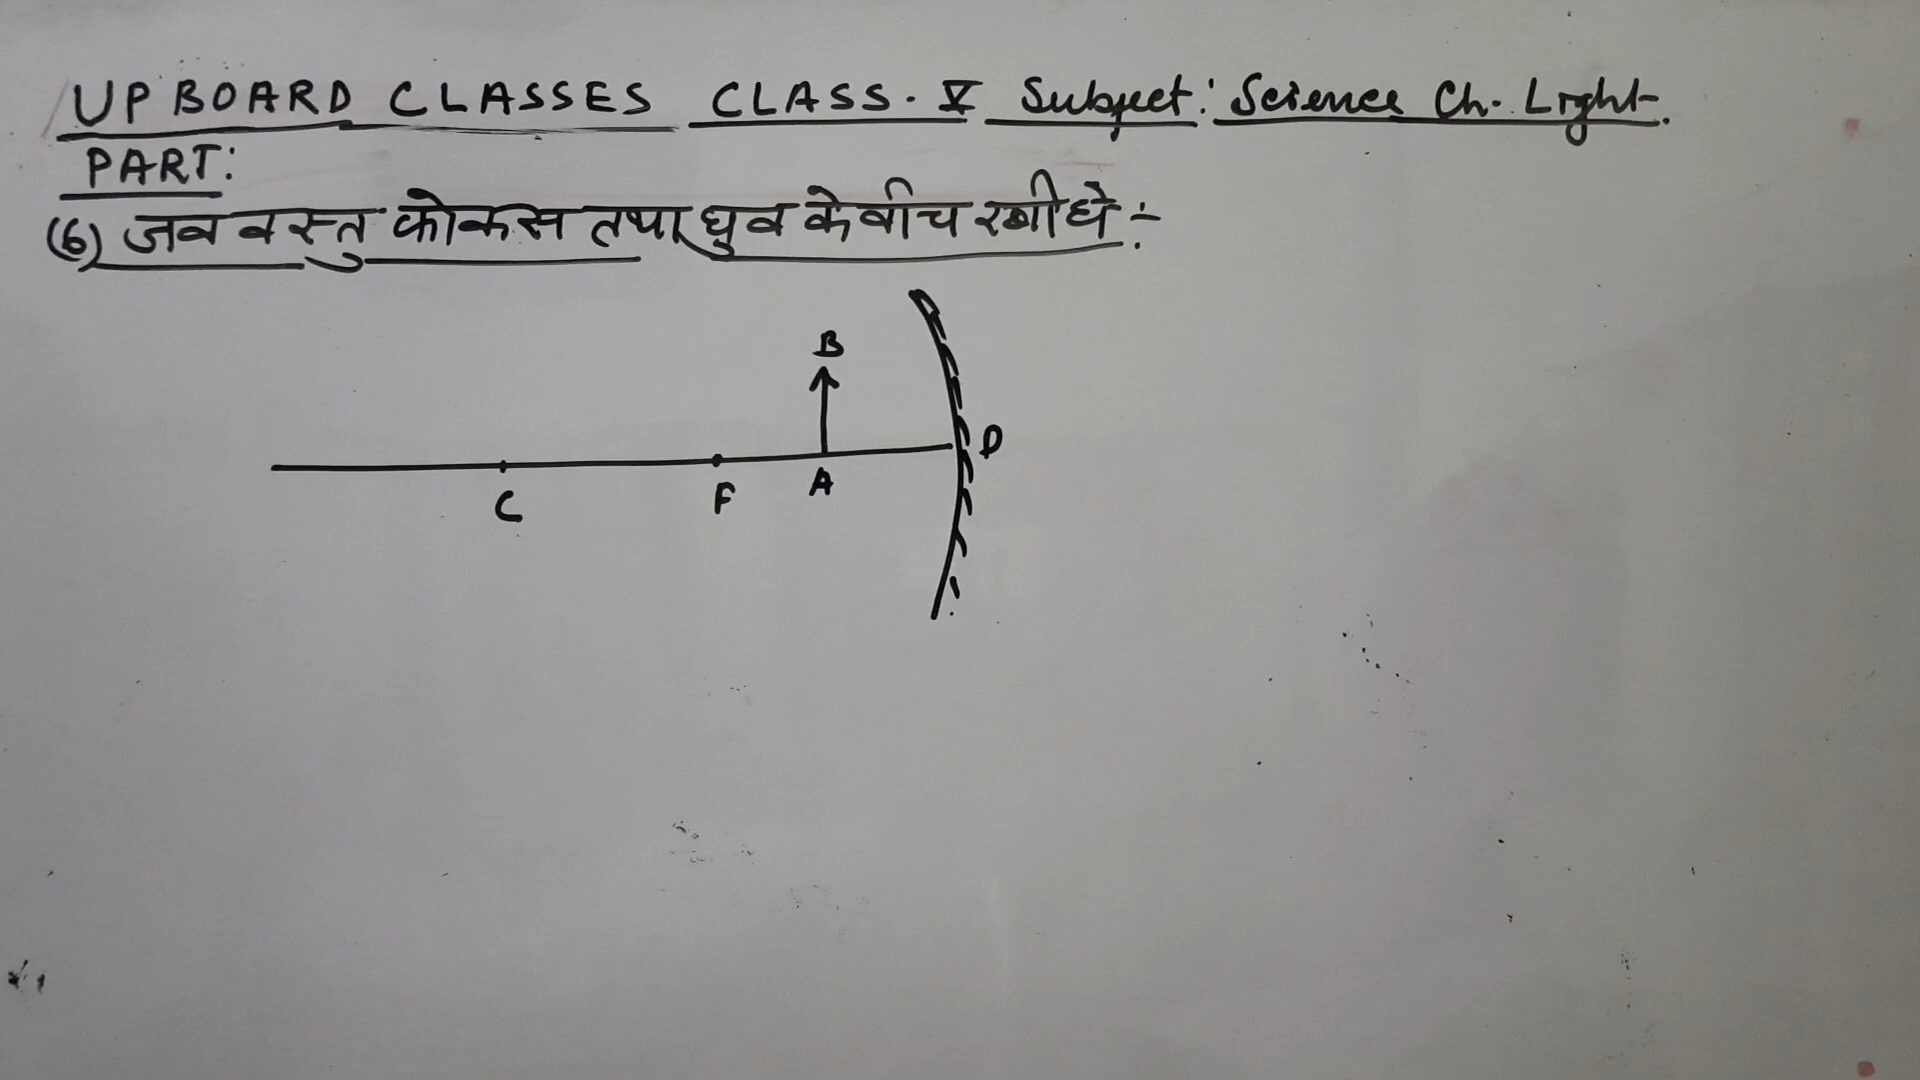 UP BOARD CLASSES CLASS. X Subject: Science Ch. Light
PART:
(6) जब वस्तु फोकस तथा ध्रुव के बीच रखी हो :-
B
P
C
F
A